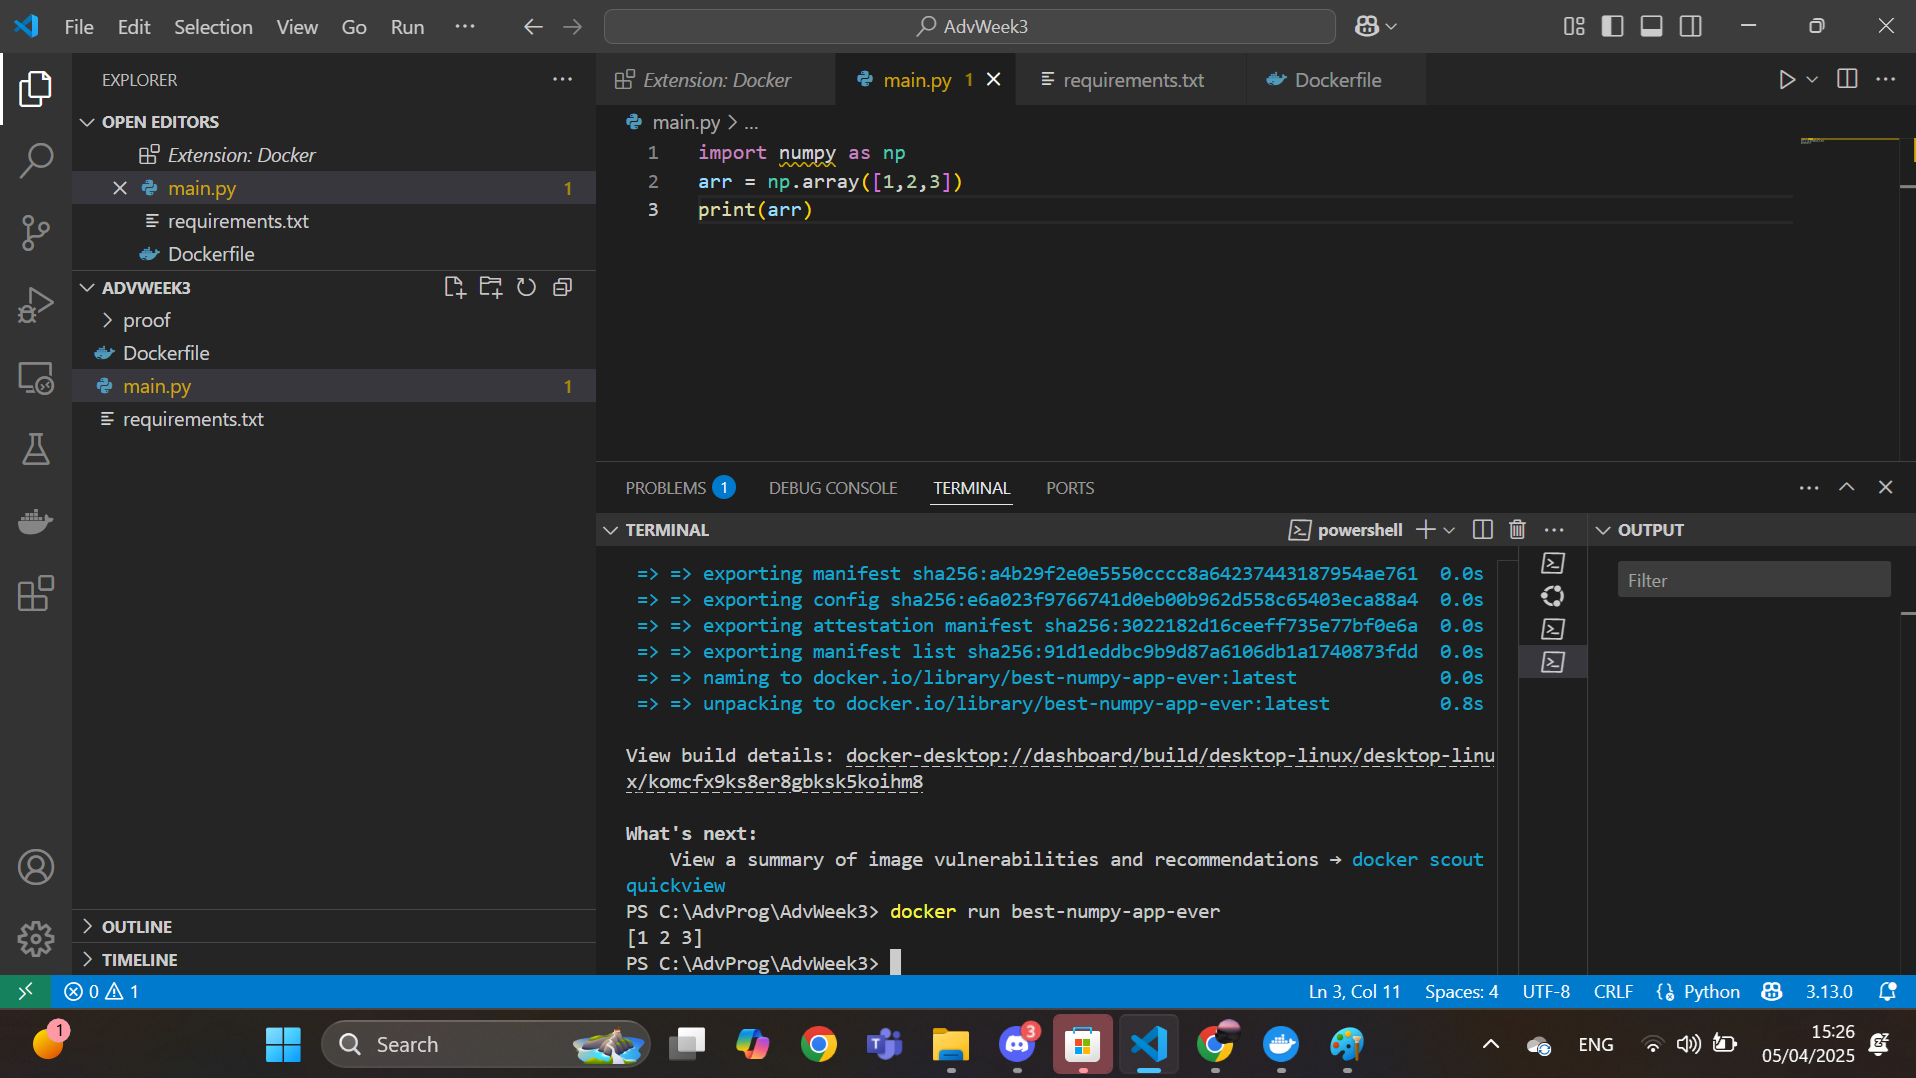 File Edit Selection View Go Run ···
AdvWeek3
EXPLORER
OPEN EDITORS
Extension: Docker
main.py 1
requirements.txt
Dockerfile
ADVWEEK3
proof
Dockerfile
main.py 1
requirements.txt
OUTLINE
TIMELINE
Extension: Docker
main.py 1
requirements.txt
Dockerfile
main.py > ...
1 import numpy as np
2 arr = np.array([1,2,3])
3 print(arr)
PROBLEMS 1 DEBUG CONSOLE TERMINAL PORTS
TERMINAL
powershell
OUTPUT
Filter
=> => exporting manifest sha256:a4b29f2e0e5550cccc8a64237443187954ae761 0.0s
=> => exporting config sha256:e6a023f9766741d0eb00b962d558c65403eca88a4 0.0s
=> => exporting attestation manifest sha256:3022182d16ceeff735e77bf0e6a 0.0s
=> => exporting manifest list sha256:91d1eddbc9b9d87a6106db1a1740873fdd 0.0s
=> => naming to docker.io/library/best-numpy-app-ever:latest 0.0s
=> => unpacking to docker.io/library/best-numpy-app-ever:latest 0.8s
View build details: docker-desktop://dashboard/build/desktop-linux/desktop-linu
x/komcfx9ks8er8gbksk5koihm8
What's next:
View a summary of image vulnerabilities and recommendations → docker scout
quickview
PS C:\AdvProg\AdvWeek3> docker run best-numpy-app-ever
[1 2 3]
PS C:\AdvProg\AdvWeek3>
0 1
Ln 3, Col 11 Spaces: 4 UTF-8 CRLF Python 3.13.0
1
Search
3
ENG
15:26
05/04/2025